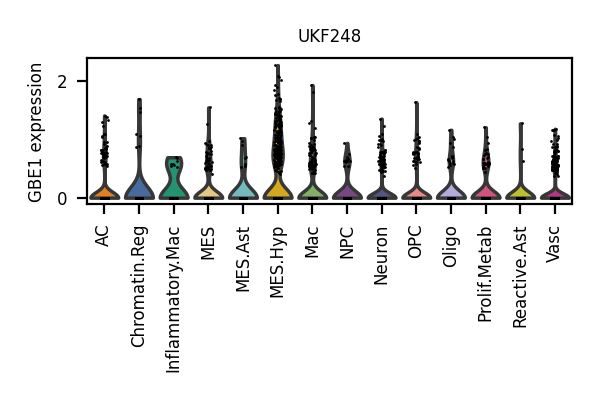 UKF248
GBE1 expression
2
0
AC
Chromatin.Reg
Inflammatory.Mac
MES
MES.Ast
MES.Hyp
Mac
NPC
Neuron
OPC
Oligo
Prolif.Metab
Reactive.Ast
Vasc